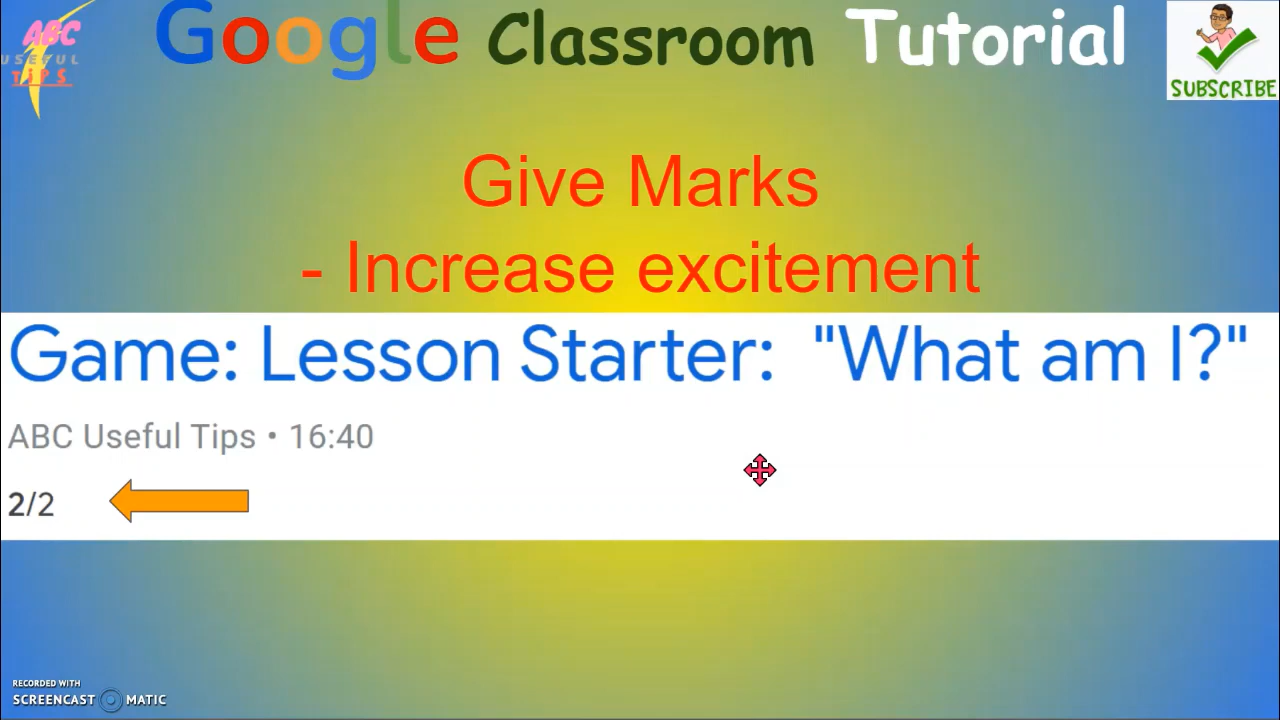 ABC
USEFUL
TIPS
Google Classroom Tutorial
SUBSCRIBE
Give Marks
- Increase excitement
Game: Lesson Starter: "What am I?"
ABC Useful Tips • 16:40
2/2
RECORDED WITH
SCREENCAST MATIC